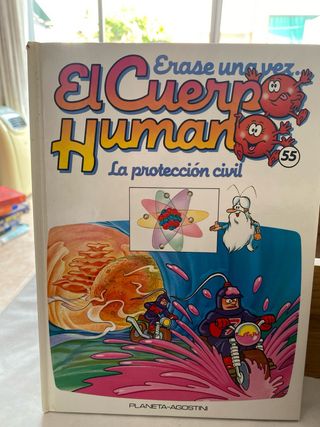 Erase una vez...
El Cuerpo
Humano
55
La protección civil
PLANETA-AGOSTINI